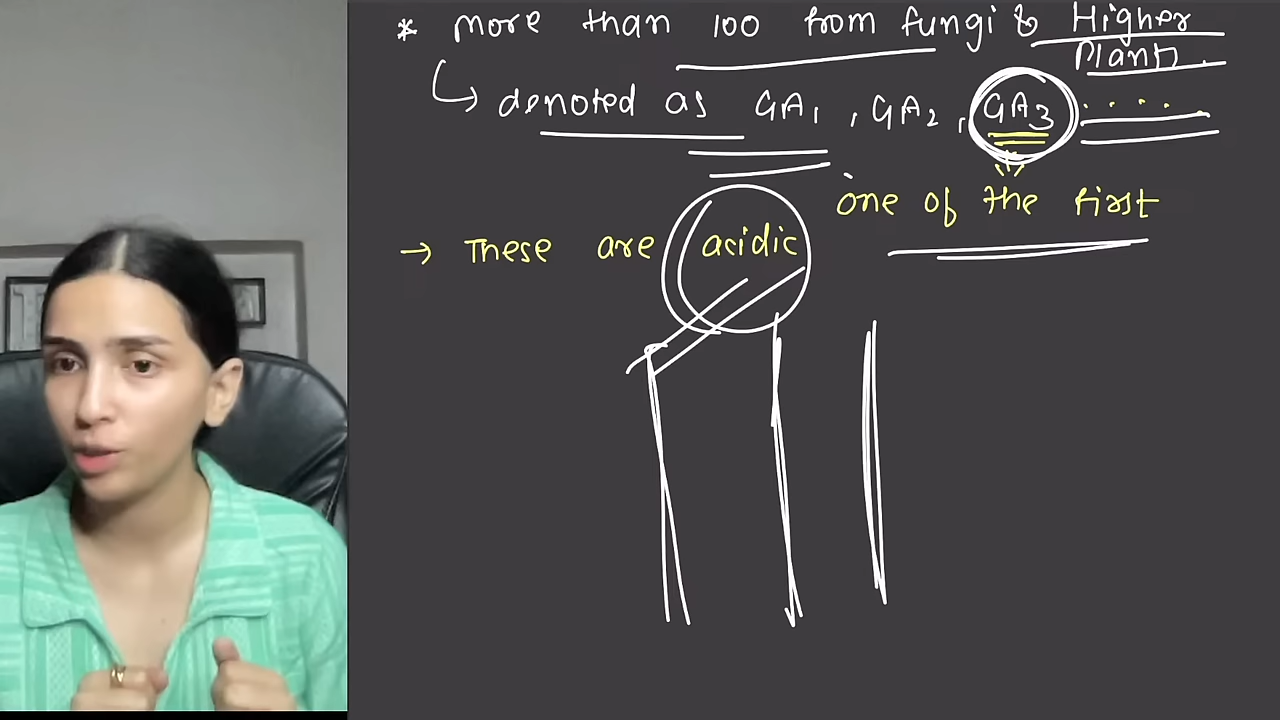 * more than 100 from fungi & Higher
Plants.
↳ denoted as GA1, GA2, GA3 .....
one of the first
→ These are acidic